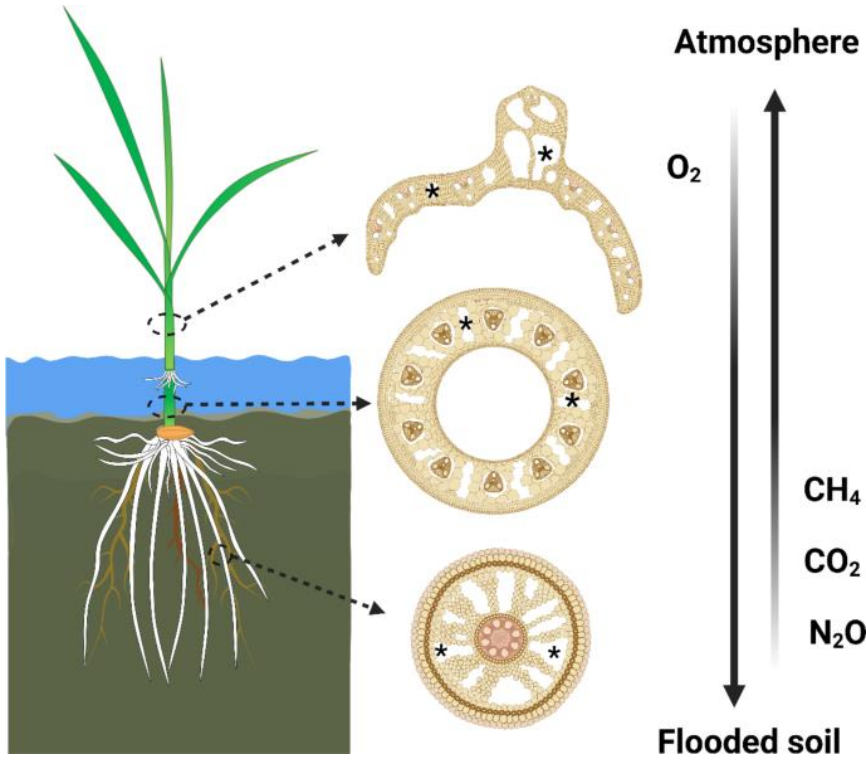 Atmosphere
O₂
CH₄
CO₂
N₂O
Flooded soil